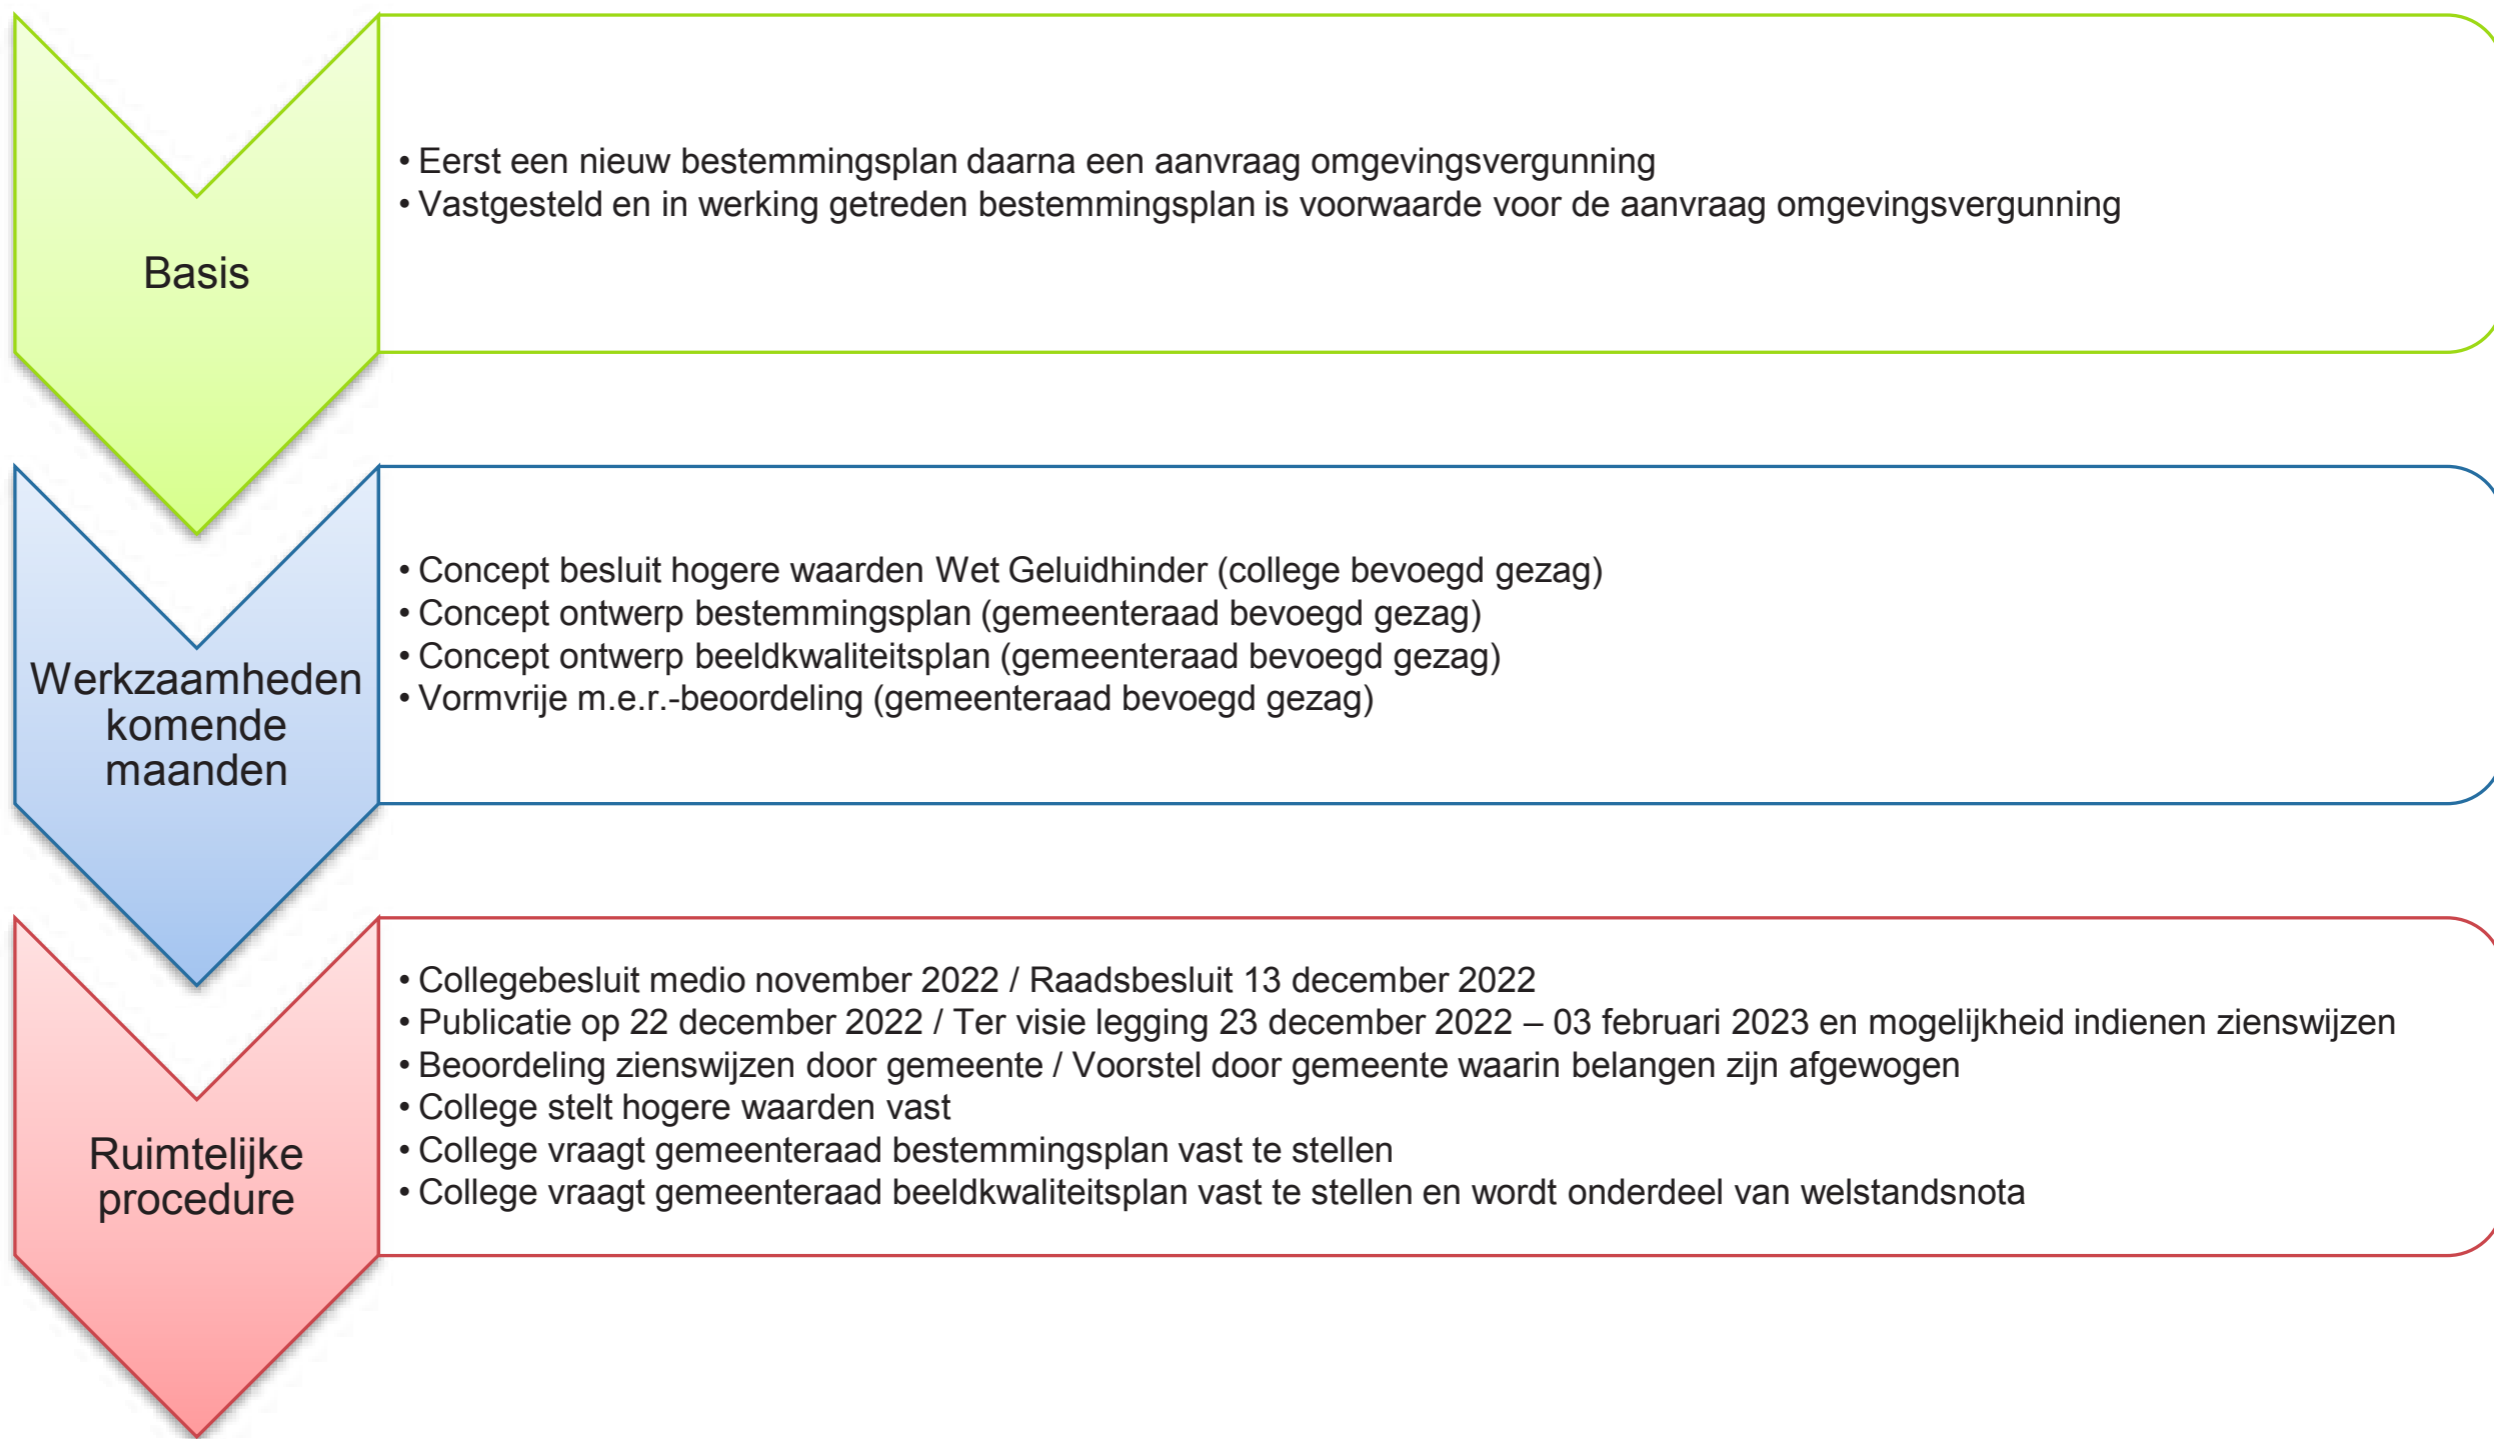 Basis
• Eerst een nieuw bestemmingsplan daarna een aanvraag omgevingsvergunning
• Vastgesteld en in werking getreden bestemmingsplan is voorwaarde voor de aanvraag omgevingsvergunning
Werkzaamheden
komende
maanden
• Concept besluit hogere waarden Wet Geluidhinder (college bevoegd gezag)
• Concept ontwerp bestemmingsplan (gemeenteraad bevoegd gezag)
• Concept ontwerp beeldkwaliteitsplan (gemeenteraad bevoegd gezag)
• Vormvrije m.e.r.-beoordeling (gemeenteraad bevoegd gezag)
Ruimtelijke
procedure
• Collegebesluit medio november 2022 / Raadsbesluit 13 december 2022
• Publicatie op 22 december 2022 / Ter visie legging 23 december 2022 – 03 februari 2023 en mogelijkheid indienen zienswijzen
• Beoordeling zienswijzen door gemeente / Voorstel door gemeente waarin belangen zijn afgewogen
• College stelt hogere waarden vast
• College vraagt gemeenteraad bestemmingsplan vast te stellen
• College vraagt gemeenteraad beeldkwaliteitsplan vast te stellen en wordt onderdeel van welstandsnota